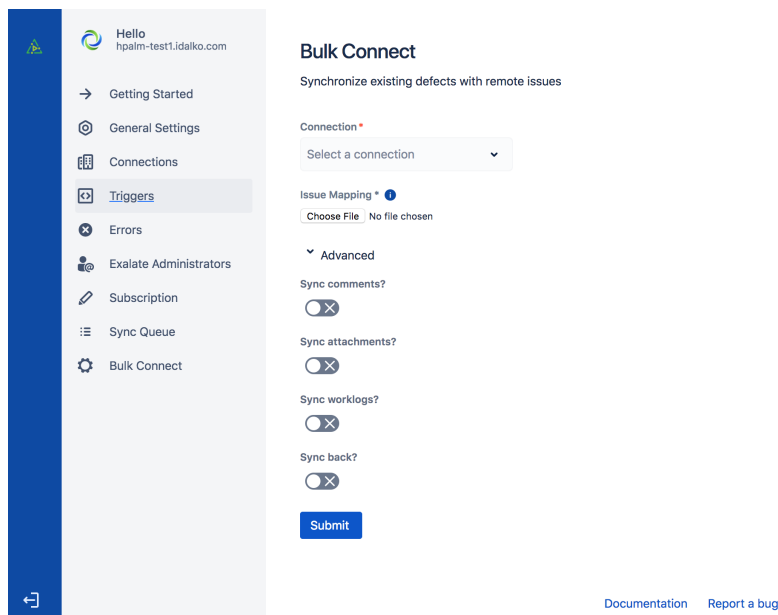 Hello
hpalm-test1.idalko.com
Getting Started
General Settings
Connections
Triggers
Errors
Exalate Administrators
Subscription
Sync Queue
Bulk Connect
Bulk Connect
Synchronize existing defects with remote issues
Connection *
Select a connection
Issue Mapping * i
Choose File No file chosen
Advanced
Sync comments?
Sync attachments?
Sync worklogs?
Sync back?
Submit
Documentation Report a bug